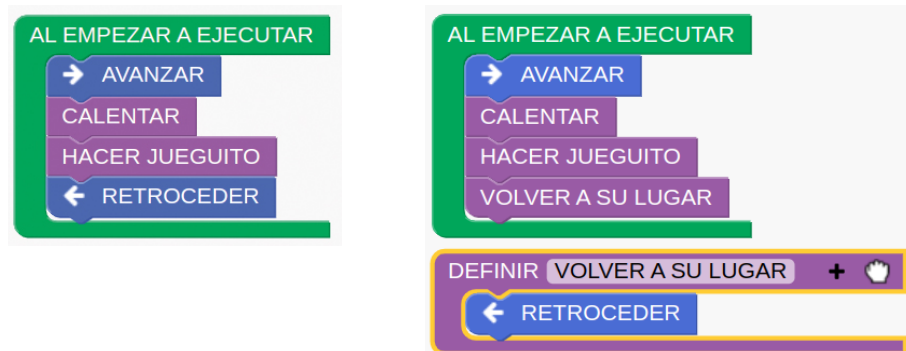 AL EMPEZAR A EJECUTAR
AVANZAR
CALENTAR
HACER JUEGUITO
RETROCEDER
AL EMPEZAR A EJECUTAR
AVANZAR
CALENTAR
HACER JUEGUITO
VOLVER A SU LUGAR
DEFINIR VOLVER A SU LUGAR +
RETROCEDER